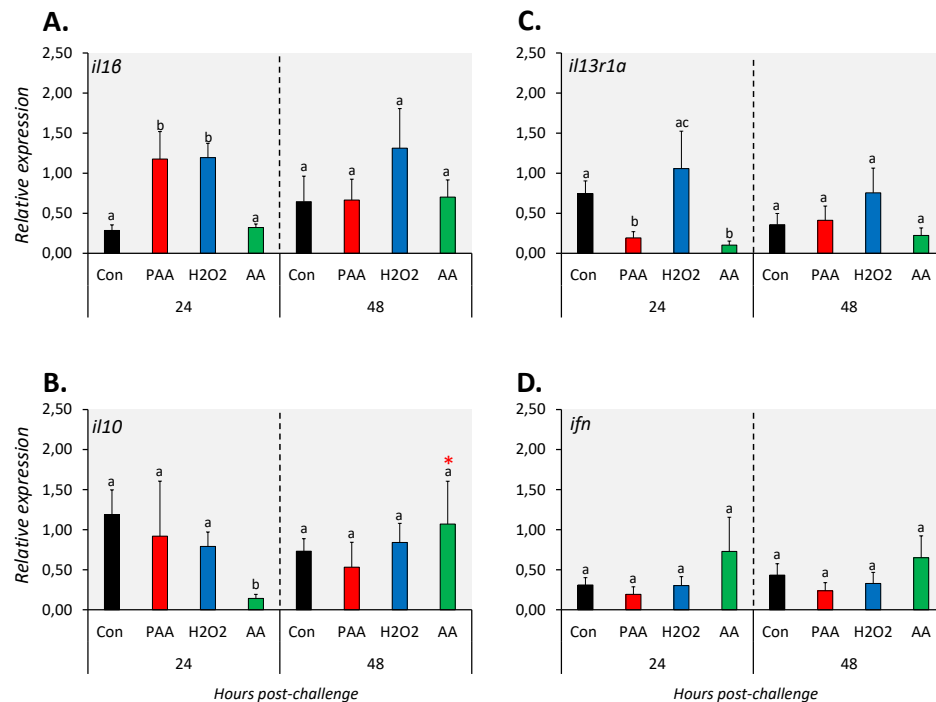 A.
il1β
Relative expression
2,50
2,00
1,50
1,00
0,50
0,00
a
b
b
a
a
a
a
a
Con PAA H2O2 AA Con PAA H2O2 AA
24 48
C.
il13r1a
2,50
2,00
1,50
1,00
0,50
0,00
a
b
ac
b
a
a
a
a
Con PAA H2O2 AA Con PAA H2O2 AA
24 48
B.
il10
Relative expression
2,50
2,00
1,50
1,00
0,50
0,00
a
a
a
b
a
a
a
*
a
Con PAA H2O2 AA Con PAA H2O2 AA
24 48
Hours post-challenge
D.
ifn
2,50
2,00
1,50
1,00
0,50
0,00
a
a
a
a
a
a
a
a
Con PAA H2O2 AA Con PAA H2O2 AA
24 48
Hours post-challenge